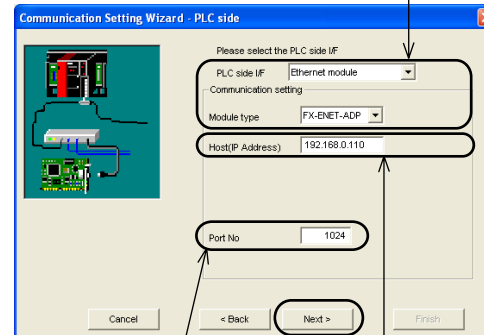 Communication Setting Wizard - PLC side
Please select the PLC side I/F
PLC side I/F Ethernet module
Communication setting
Module type FX-ENET-ADP
Host(IP Address) 192.168.0.110
Port No 1024
Cancel < Back Next > Finish